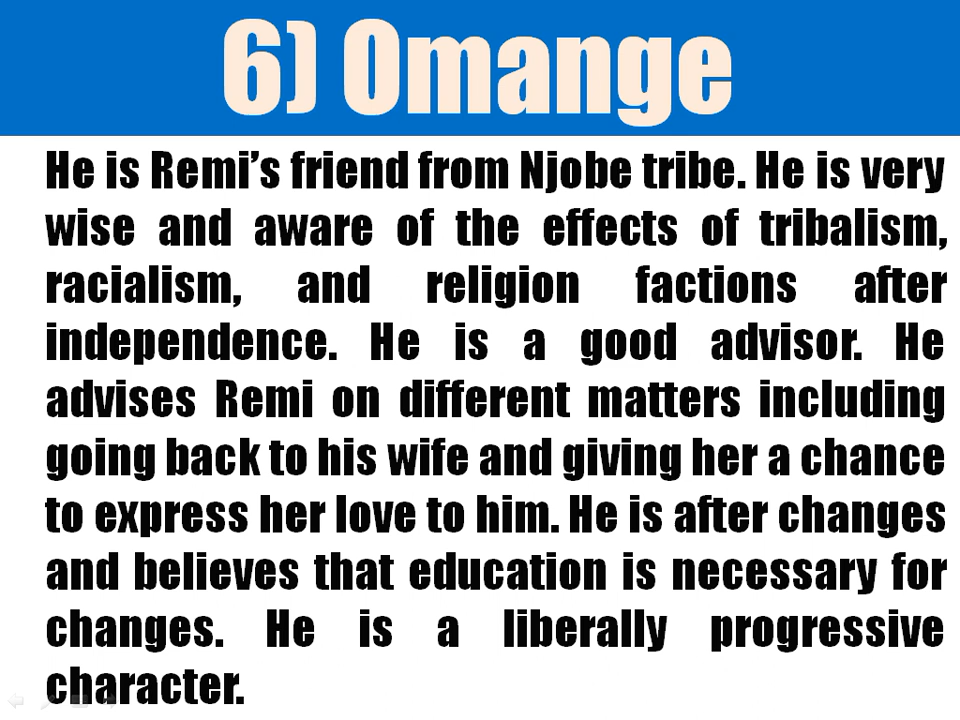 6) Omange
He is Remi’s friend from Njobe tribe. He is very
wise and aware of the effects of tribalism,
racialism, and religion factions after
independence. He is a good advisor. He
advises Remi on different matters including
going back to his wife and giving her a chance
to express her love to him. He is after changes
and believes that education is necessary for
changes. He is a liberally progressive
character.